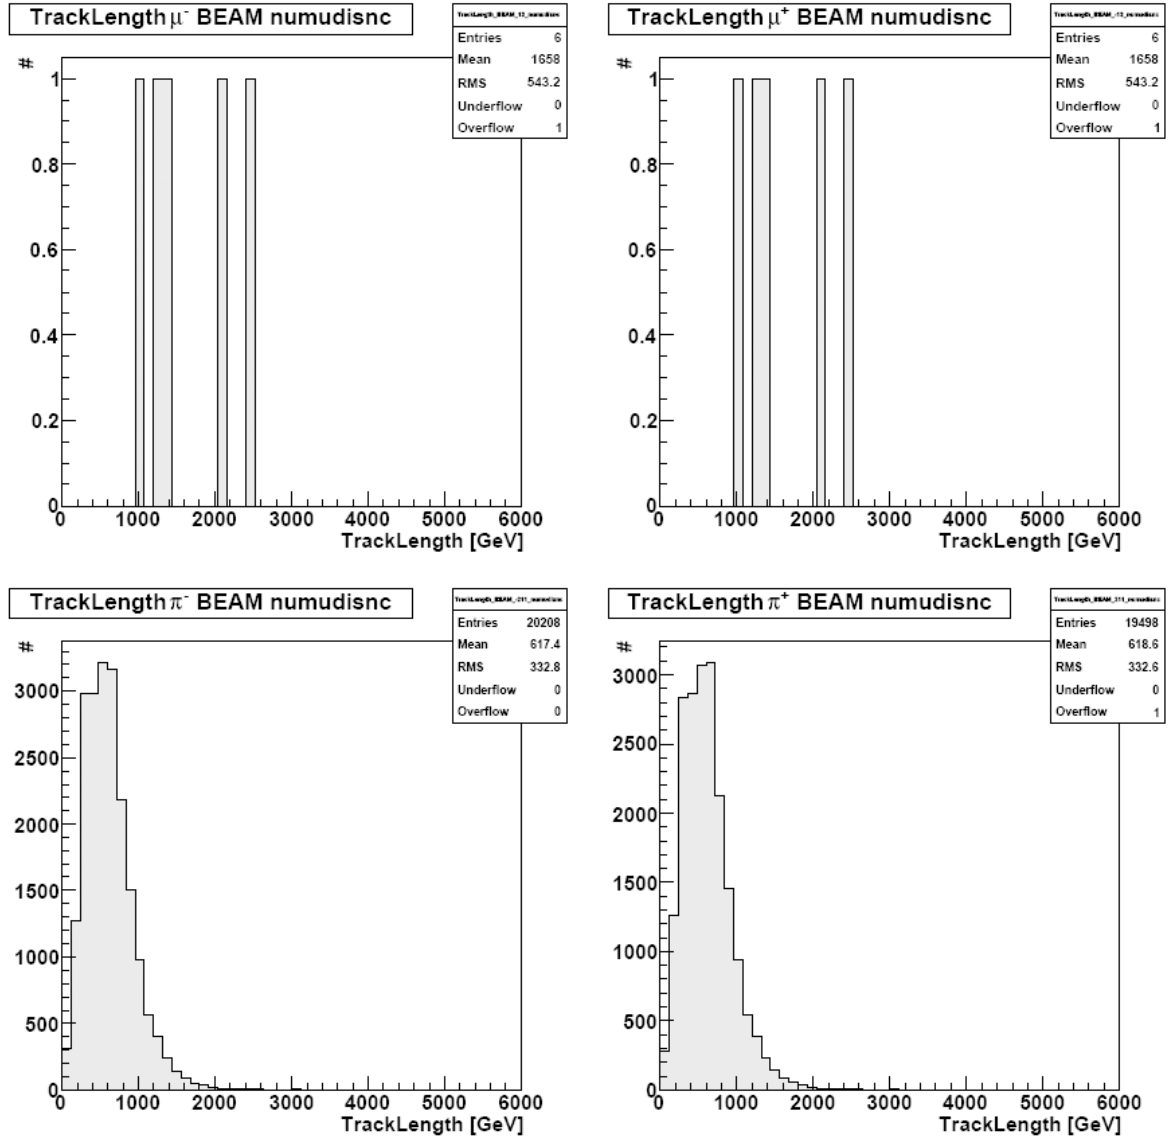 TrackLength μ- BEAM numudisnc
TrackLength_BEAM_13_numudisnc
Entries 6
Mean 1658
RMS 543.2
Underflow 0
Overflow 1
#
1
0.8
0.6
0.4
0.2
0
0 1000 2000 3000 4000 5000 6000
TrackLength [GeV]
TrackLength μ+ BEAM numudisnc
TrackLength_BEAM_-13_numudisnc
Entries 6
Mean 1658
RMS 543.2
Underflow 0
Overflow 1
#
1
0.8
0.6
0.4
0.2
0
0 1000 2000 3000 4000 5000 6000
TrackLength [GeV]
TrackLength π- BEAM numudisnc
TrackLength_BEAM_-211_numudisnc
Entries 20208
Mean 617.4
RMS 332.8
Underflow 0
Overflow 0
#
3000
2500
2000
1500
1000
500
0
0 1000 2000 3000 4000 5000 6000
TrackLength [GeV]
TrackLength π+ BEAM numudisnc
TrackLength_BEAM_211_numudisnc
Entries 19498
Mean 618.6
RMS 332.6
Underflow 0
Overflow 1
#
3000
2500
2000
1500
1000
500
0
0 1000 2000 3000 4000 5000 6000
TrackLength [GeV]